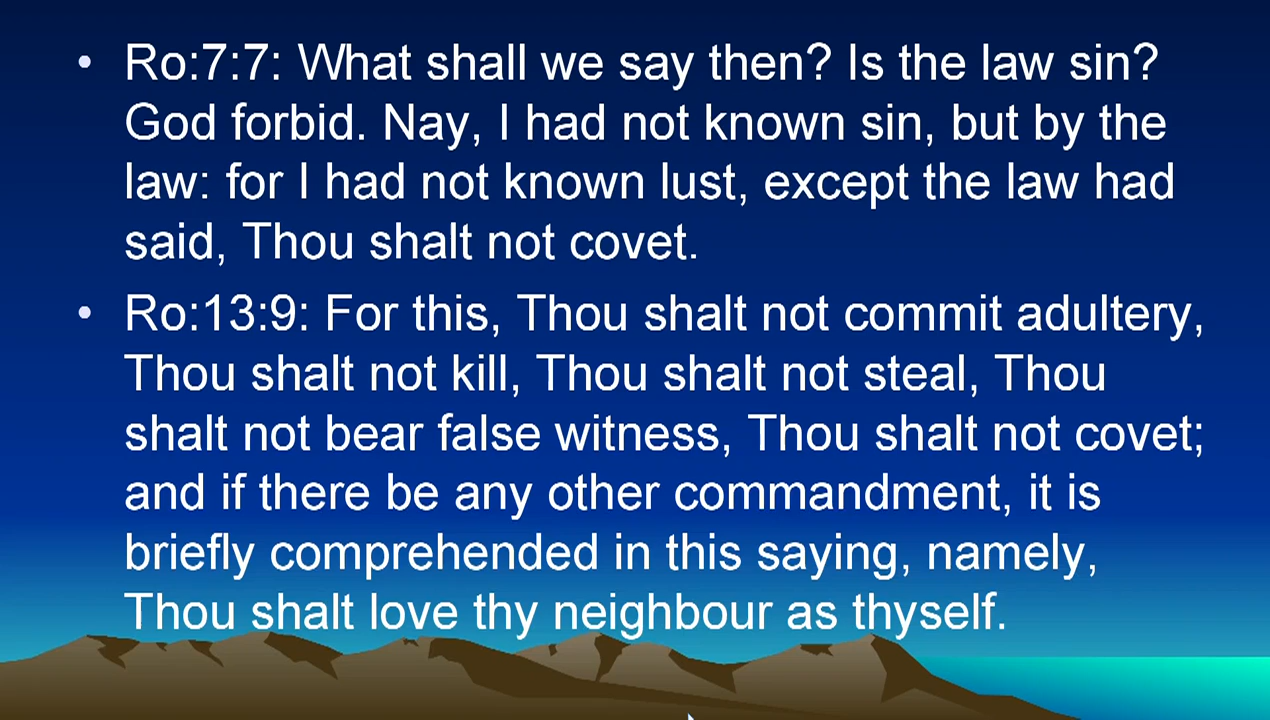 • Ro:7:7: What shall we say then? Is the law sin?
God forbid. Nay, I had not known sin, but by the
law: for I had not known lust, except the law had
said, Thou shalt not covet.
• Ro:13:9: For this, Thou shalt not commit adultery,
Thou shalt not kill, Thou shalt not steal, Thou
shalt not bear false witness, Thou shalt not covet;
and if there be any other commandment, it is
briefly comprehended in this saying, namely,
Thou shalt love thy neighbour as thyself.